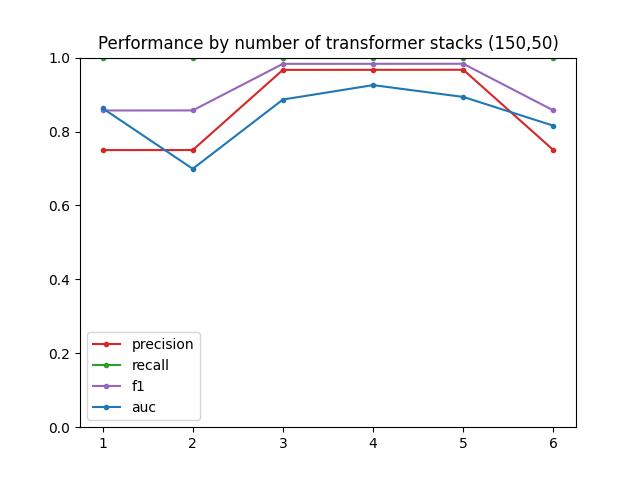 Performance by number of transformer stacks (150,50)
1.0
0.8
0.6
0.4
0.2
0.0
precision
recall
f1
auc
1 2 3 4 5 6